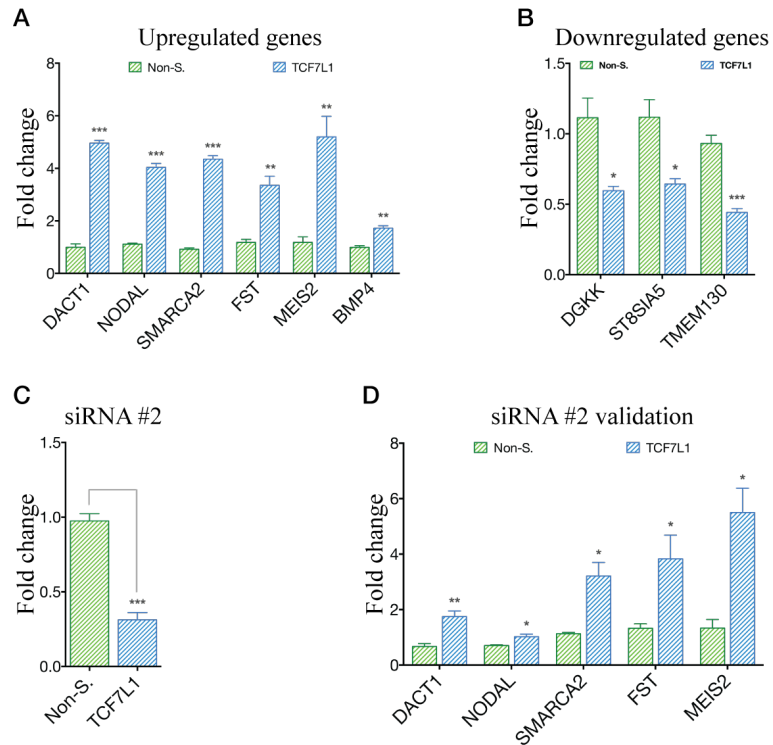 A
Upregulated genes
Non-S. TCF7L1
Fold change
8
6
4
2
0
*** *** *** ** ** **
DACT1 NODAL SMARCA2 FST MEIS2 BMP4
B
Downregulated genes
Non-S. TCF7L1
Fold change
1.5
1.0
0.5
0.0
* * ***
DGKK ST8SIA5 TMEM130
C
siRNA #2
Fold change
1.5
1.0
0.5
0.0
***
Non-S. TCF7L1
D
siRNA #2 validation
Non-S. TCF7L1
Fold change
8
6
4
2
0
** * * * *
DACT1 NODAL SMARCA2 FST MEIS2